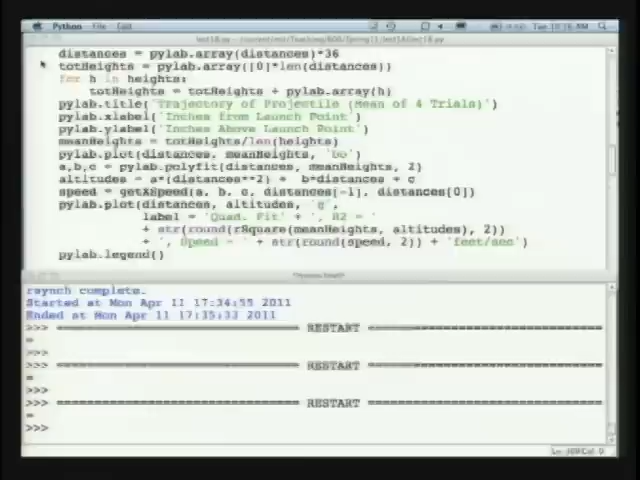 Python File Edit
distances = pylab.array(distances)*36
totHeights = pylab.array([0]*len(distances))
for h in heights:
totHeights = totHeights + pylab.array(h)
pylab.title('Trajectory of Projectile (Mean of 4 Trials)')
pylab.xlabel('Inches from Launch Point')
pylab.ylabel('Inches Above Launch Point')
meanHeights = totHeights/len(heights)
pylab.plot(distances, meanHeights, 'bo')
a,b,c = pylab.polyfit(distances, meanHeights, 2)
altitudes = a*(distances**2) + b*distances + c
speed = getXSpeed(a, b, c, distances[-1], distances[0])
pylab.plot(distances, altitudes, 'g',
label = 'Quad. Fit' + ', R2 = '
+ str(round(rSquare(meanHeights, altitudes), 2))
+ ', Speed = ' + str(round(speed, 2)) + 'feet/sec')
pylab.legend()
rsynch complete.
Started at Mon Apr 11 17:34:55 2011
Ended at Mon Apr 11 17:35:33 2011
>>> ================================ RESTART ================================
=
>>>
>>> ================================ RESTART ================================
=
>>>
>>> ================================ RESTART ================================
=
>>>